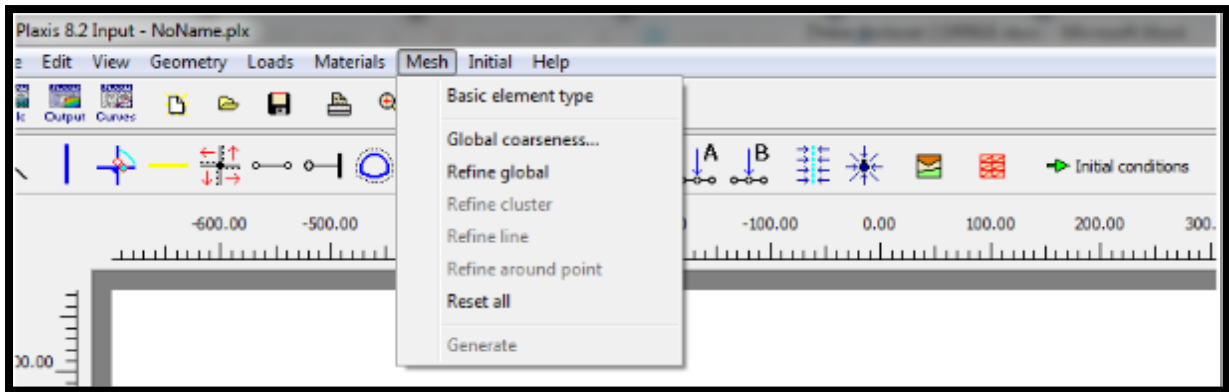 Plaxis 8.2 Input - NoName.plx
e Edit View Geometry Loads Materials Mesh Initial Help
lc Output Curves
Basic element type
Global coarseness...
Refine global
Refine cluster
Refine line
Refine around point
Reset all
Generate
A B Initial conditions
-600.00 -500.00 -100.00 0.00 100.00 200.00 300.
00.00